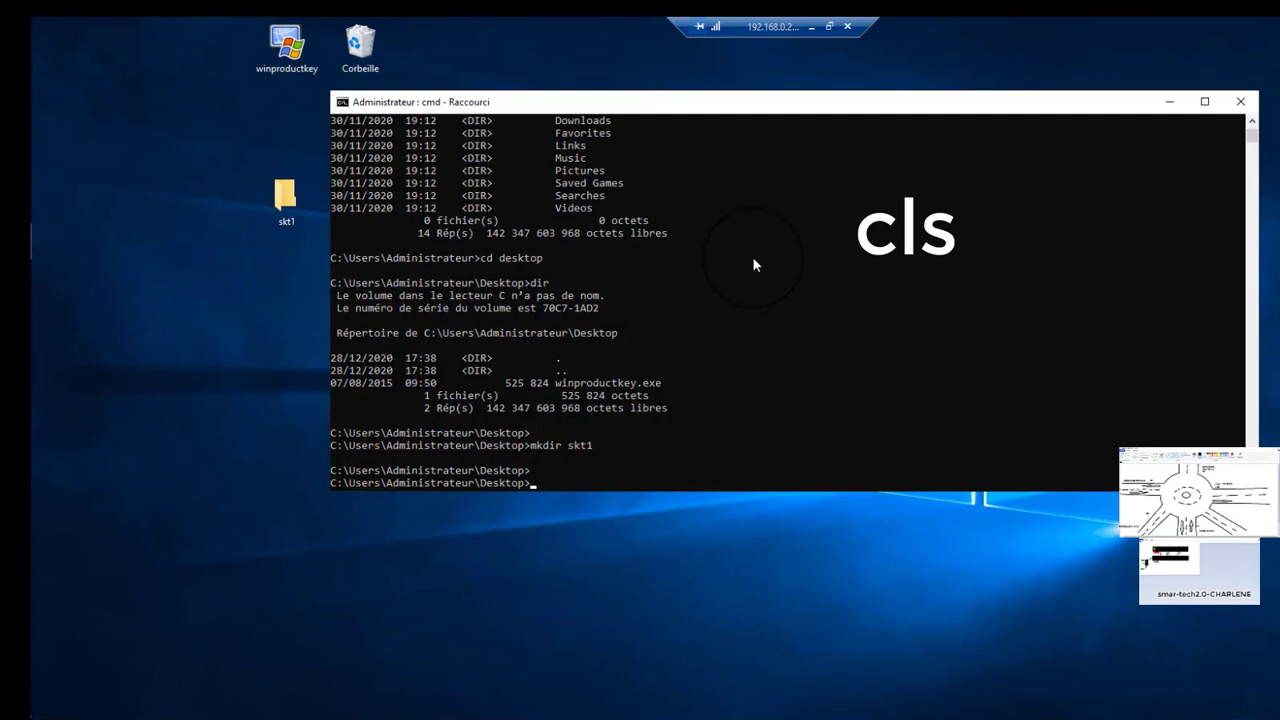 192.168.0.2...
winproductkey
Corbeille
skt1
Administrateur : cmd - Raccourci
30/11/2020  19:12    <DIR>          Downloads
30/11/2020  19:12    <DIR>          Favorites
30/11/2020  19:12    <DIR>          Links
30/11/2020  19:12    <DIR>          Music
30/11/2020  19:12    <DIR>          Pictures
30/11/2020  19:12    <DIR>          Saved Games
30/11/2020  19:12    <DIR>          Searches
30/11/2020  19:12    <DIR>          Videos
0 fichier(s)                0 octets
14 Rép(s)  142 347 603 968 octets libres
C:\Users\Administrateur>cd desktop
C:\Users\Administrateur\Desktop>dir
Le volume dans le lecteur C n’a pas de nom.
Le numéro de série du volume est 70C7-1AD2
Répertoire de C:\Users\Administrateur\Desktop
28/12/2020  17:38    <DIR>          .
28/12/2020  17:38    <DIR>          ..
07/08/2015  09:50           525 824 winproductkey.exe
1 fichier(s)          525 824 octets
2 Rép(s)  142 347 603 968 octets libres
C:\Users\Administrateur\Desktop>
C:\Users\Administrateur\Desktop>mkdir skt1
C:\Users\Administrateur\Desktop>
C:\Users\Administrateur\Desktop>_
cls
smar-tech2.0-CHARLENE